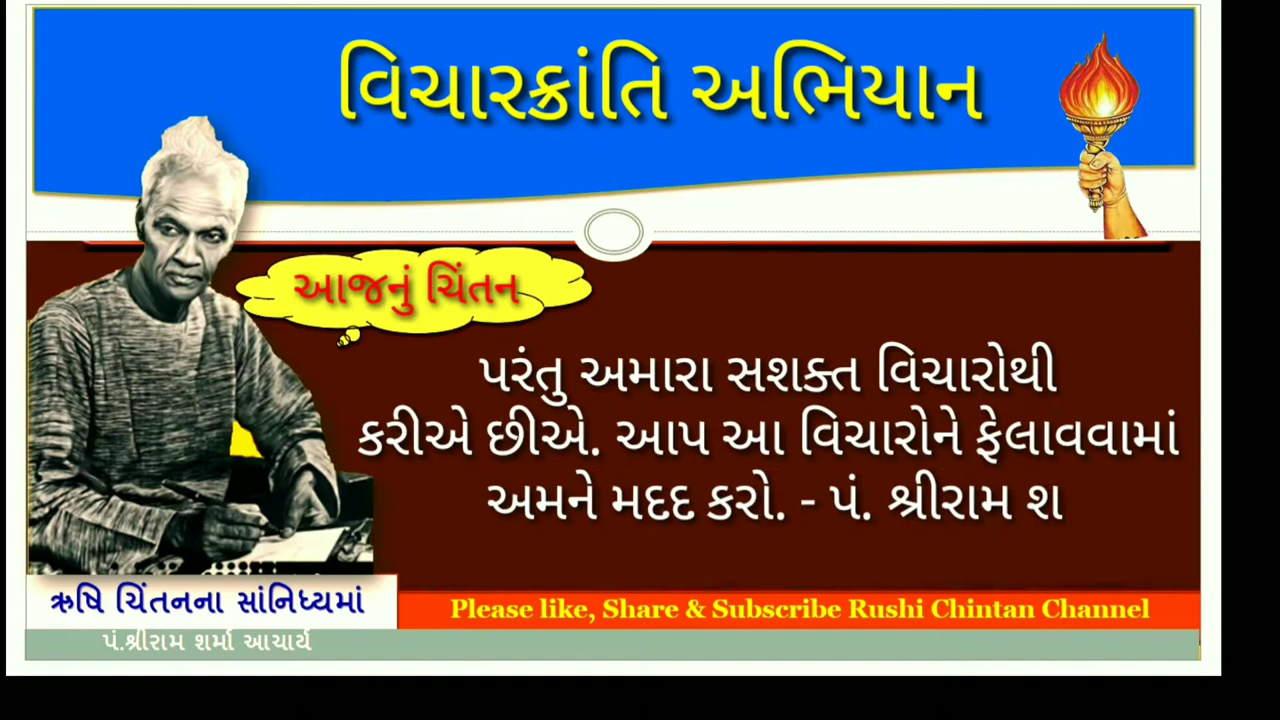 વિચારક્રાંતિ અભિયાન
આજનું ચિંતન
પરંતુ અમારા સશક્ત વિચારોથી
કરીએ છીએ. આપ આ વિચારોને ફેલાવવામાં
અમને મદદ કરો. - પં. શ્રીરામ શ
ઋષિ ચિંતનના સાંનિધ્યમાં
Please like, Share & Subscribe Rushi Chintan Channel
પં.શ્રીરામ શર્મા આચાર્ય